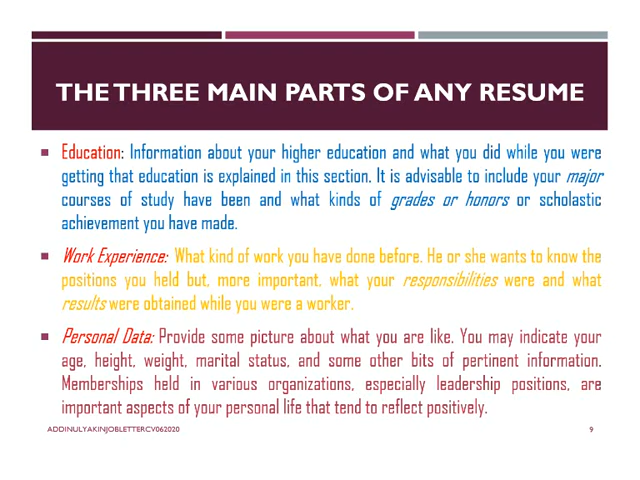 THE THREE MAIN PARTS OF ANY RESUME
Education: Information about your higher education and what you did while you were
getting that education is explained in this section. It is advisable to include your major
courses of study have been and what kinds of grades or honors or scholastic
achievement you have made.
Work Experience: What kind of work you have done before. He or she wants to know the
positions you held but, more important, what your responsibilities were and what
results were obtained while you were a worker.
Personal Data: Provide some picture about what you are like. You may indicate your
age, height, weight, marital status, and some other bits of pertinent information.
Memberships held in various organizations, especially leadership positions, are
important aspects of your personal life that tend to reflect positively.
ADDINULYAKINJOBLETTERCV062020
9